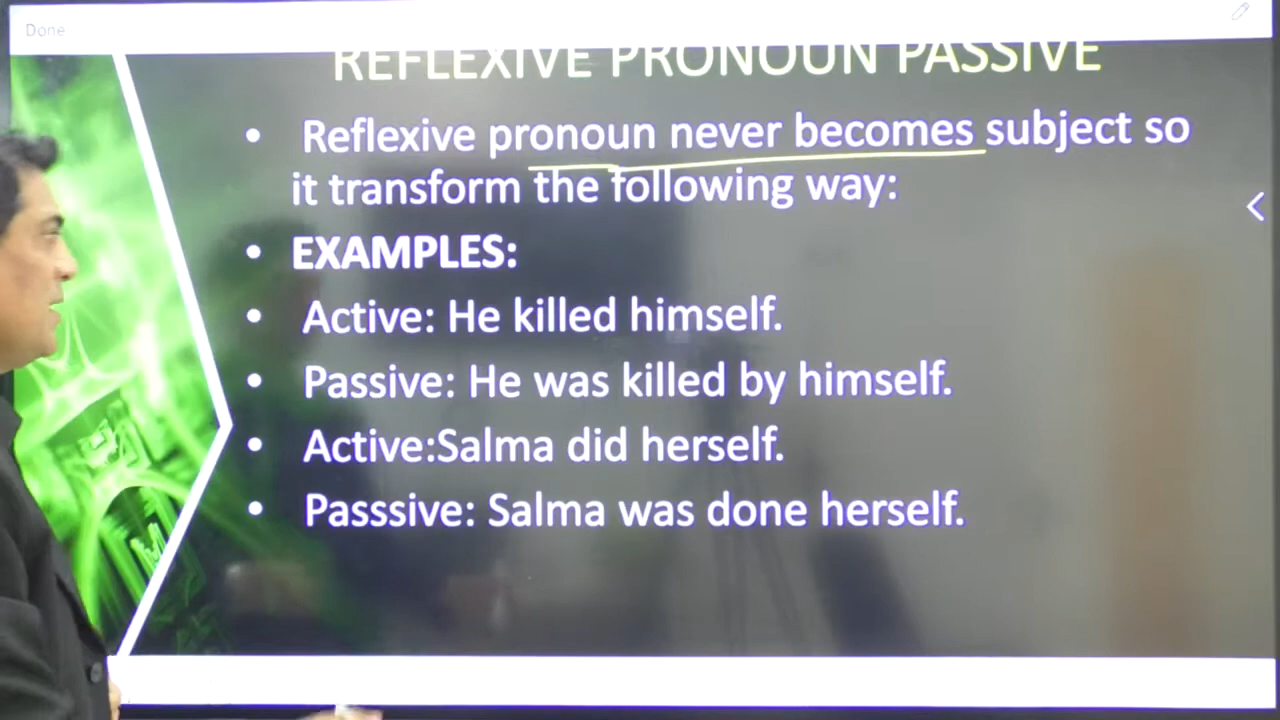 Done
REFLEXIVE PRONOUN PASSIVE
• Reflexive pronoun never becomes subject so
it transform the following way:
• EXAMPLES:
• Active: He killed himself.
• Passive: He was killed by himself.
• Active:Salma did herself.
• Passsive: Salma was done herself.